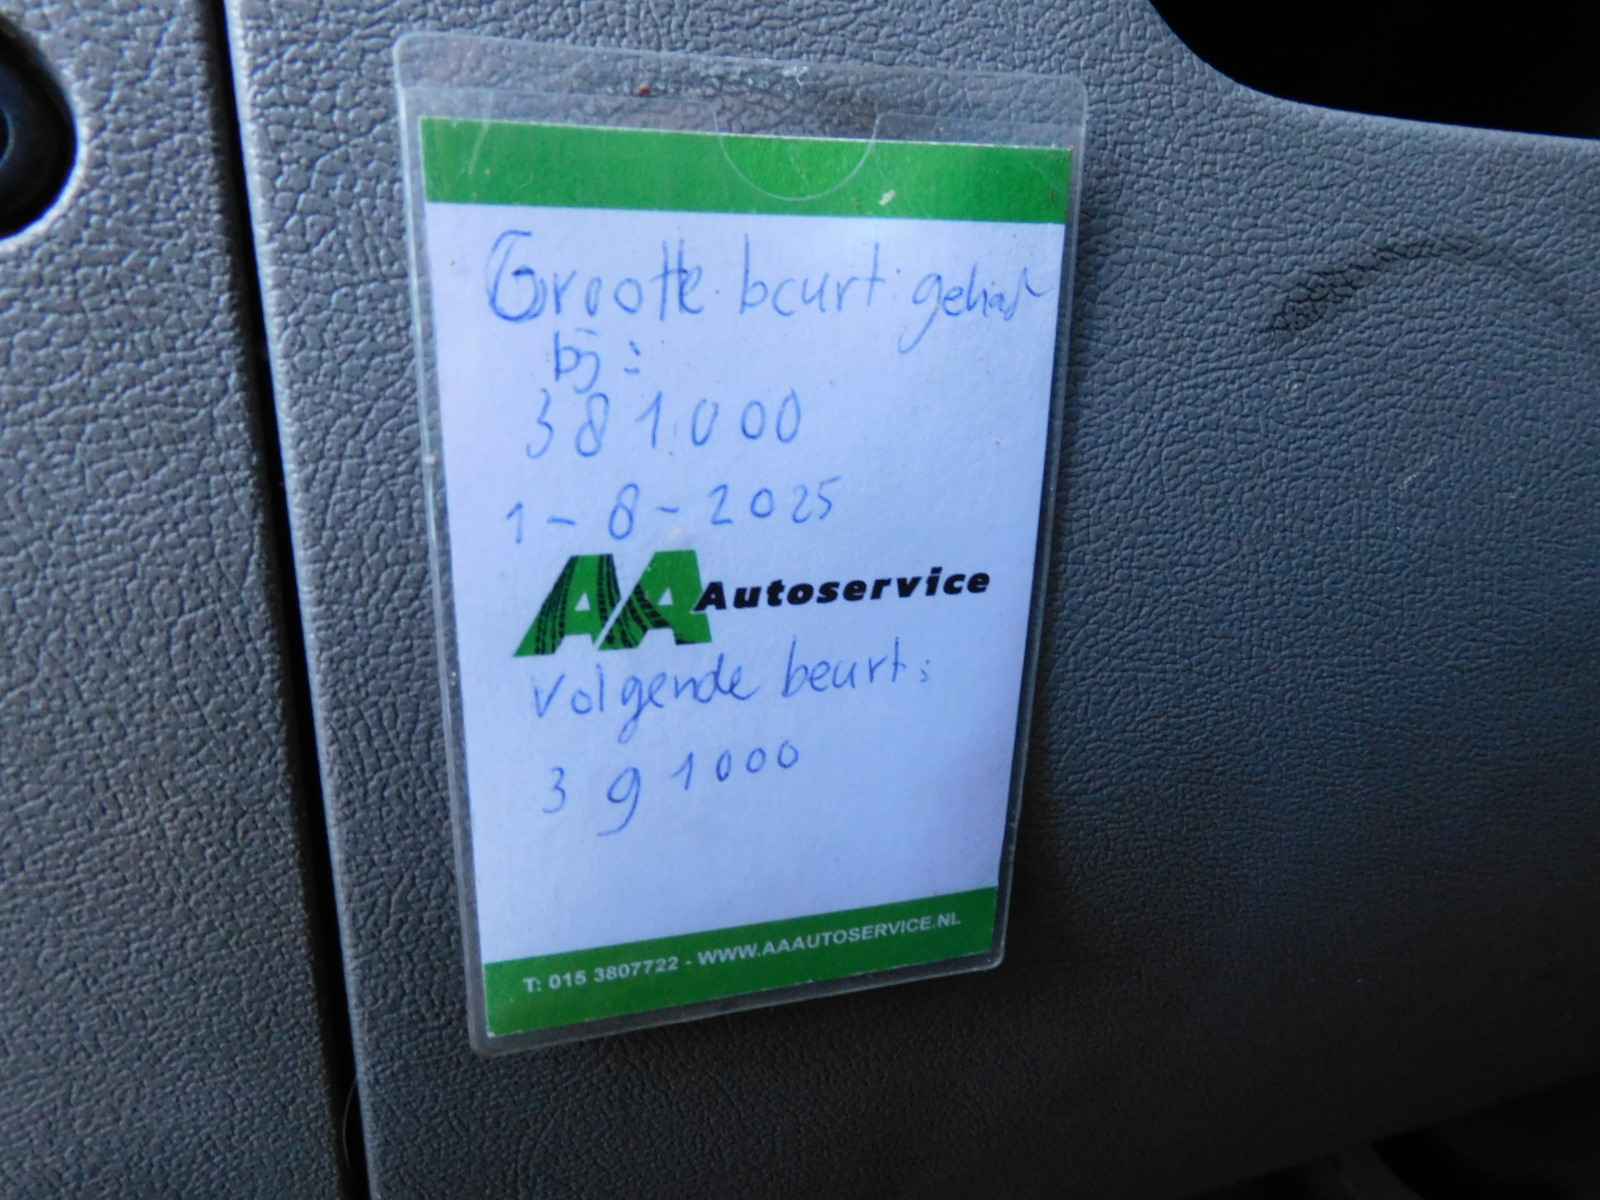 Grootte beurt gehad
bij:
381.000
1-8-2025
AA Autoservice
Volgende beurt:
391000
T: 015 3807722 - WWW.AAAUTOSERVICE.NL